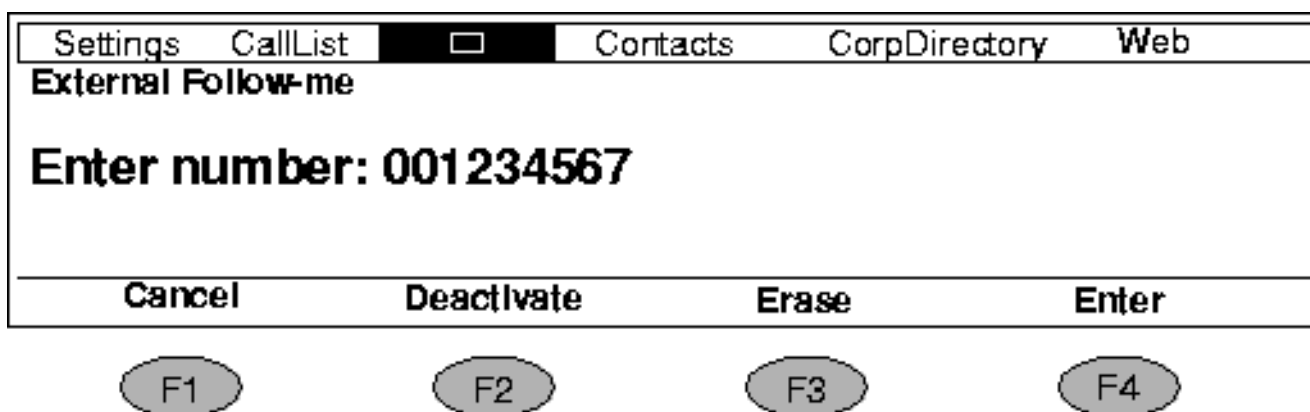 Settings CallList Contacts CorpDirectory Web
External Follow-me
Enter number: 001234567
Cancel Deactivate Erase Enter
F1 F2 F3 F4